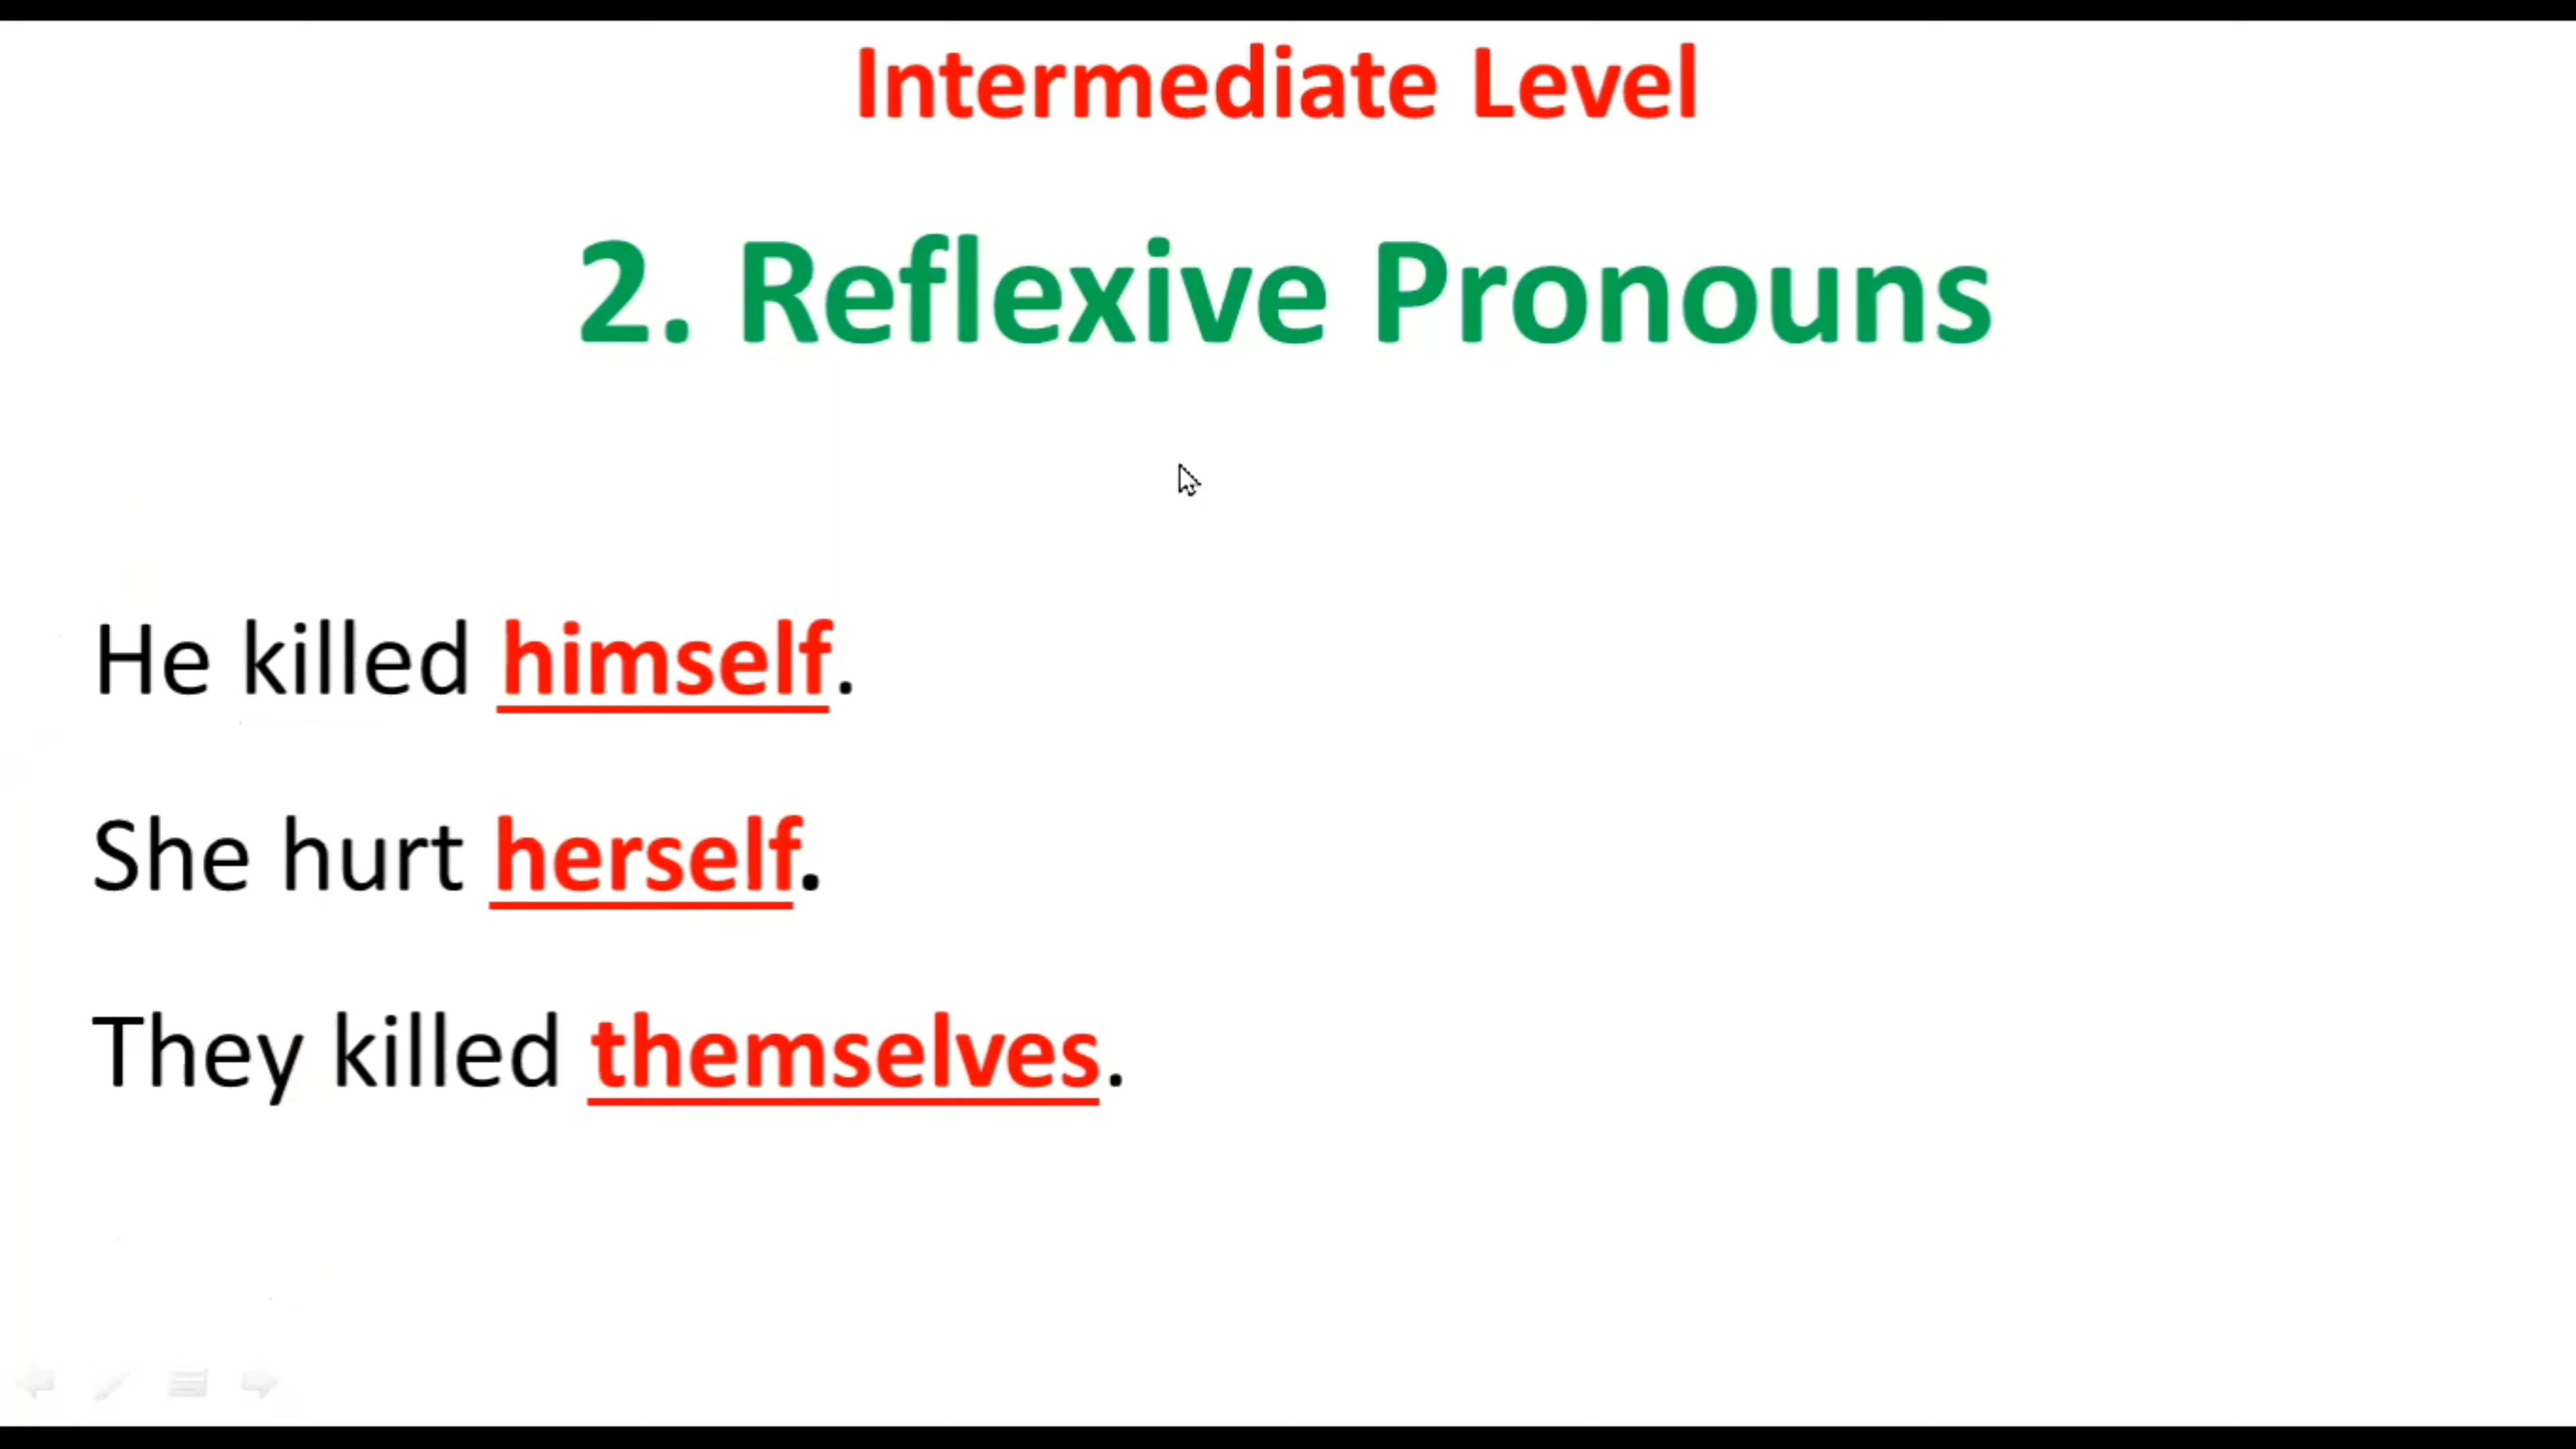 Intermediate Level
2. Reflexive Pronouns
He killed himself.
She hurt herself.
They killed themselves.